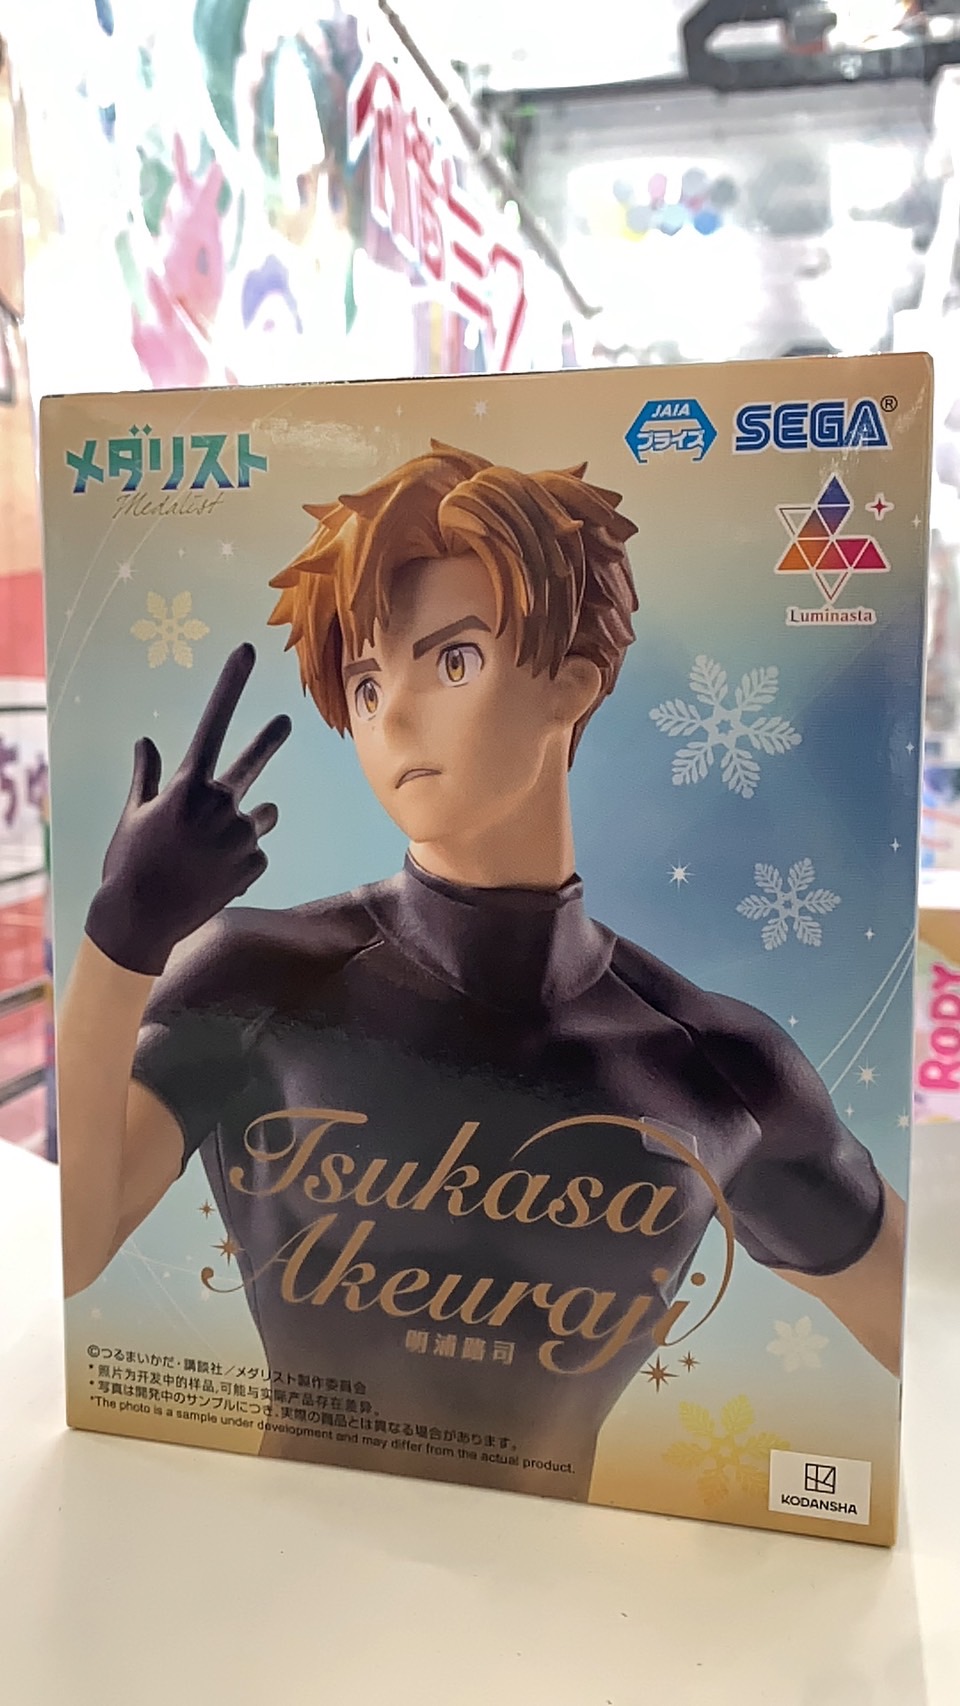 メダリスト
Medalist
JAIA
プライズ
SEGA®
Luminasta
RODY
Tsukasa
Akeuraji
明浦路司
©つるまいかだ・講談社／メダリスト製作委員会
*照片为开发中的样品,可能与实际产品存在差异。
*写真は開発中のサンプルにつき、実際の商品とは異なる場合があります。
*The photo is a sample under development and may differ from the actual product.
KODANSHA